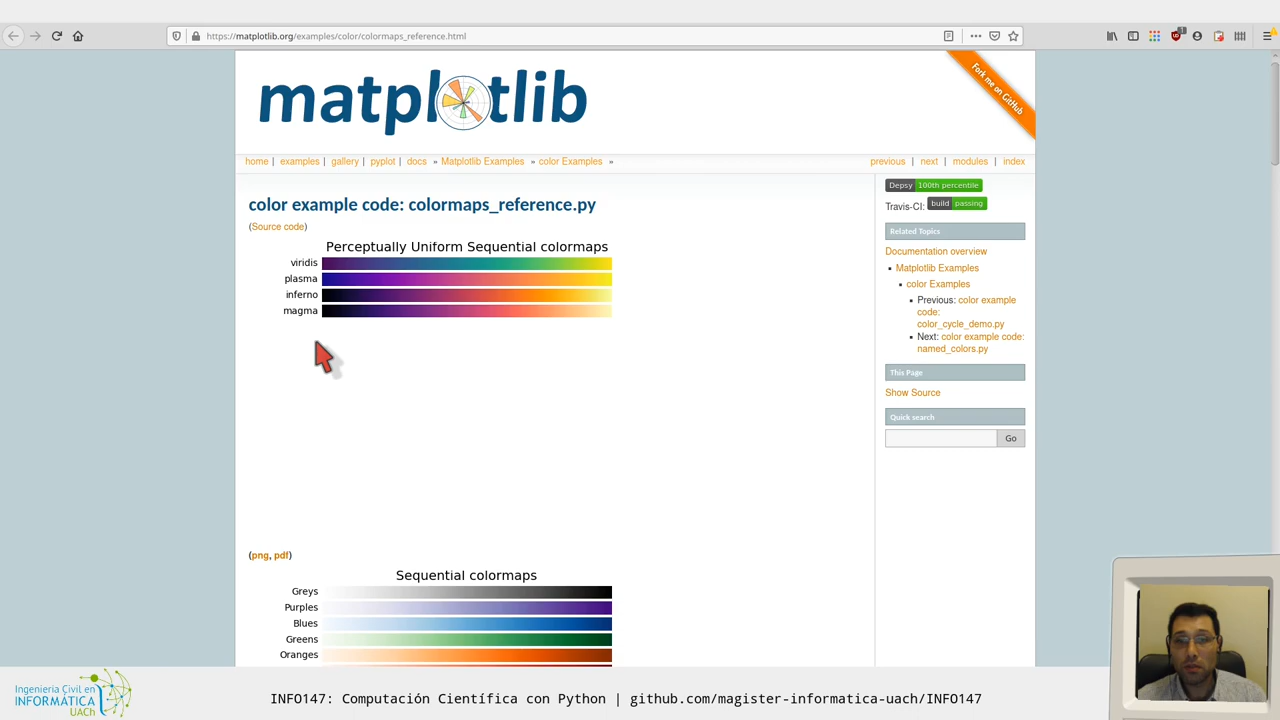 https://matplotlib.org/examples/color/colormaps_reference.html
matplotlib
Fork me on GitHub
home | examples | gallery | pyplot | docs » Matplotlib Examples » color Examples »
previous | next | modules | index
color example code: colormaps_reference.py
(Source code)
Perceptually Uniform Sequential colormaps
viridis
plasma
inferno
magma
(png, pdf)
Sequential colormaps
Greys
Purples
Blues
Greens
Oranges
Depsy 100th percentile
Travis-CI: build passing
Related Topics
Documentation overview
Matplotlib Examples
color Examples
Previous: color example
code:
color_cycle_demo.py
Next: color example code:
named_colors.py
This Page
Show Source
Quick search
Go
Ingeniería Civil en
INFORMÁTICA
UACh
INFO147: Computación Científica con Python | github.com/magister-informatica-uach/INFO147